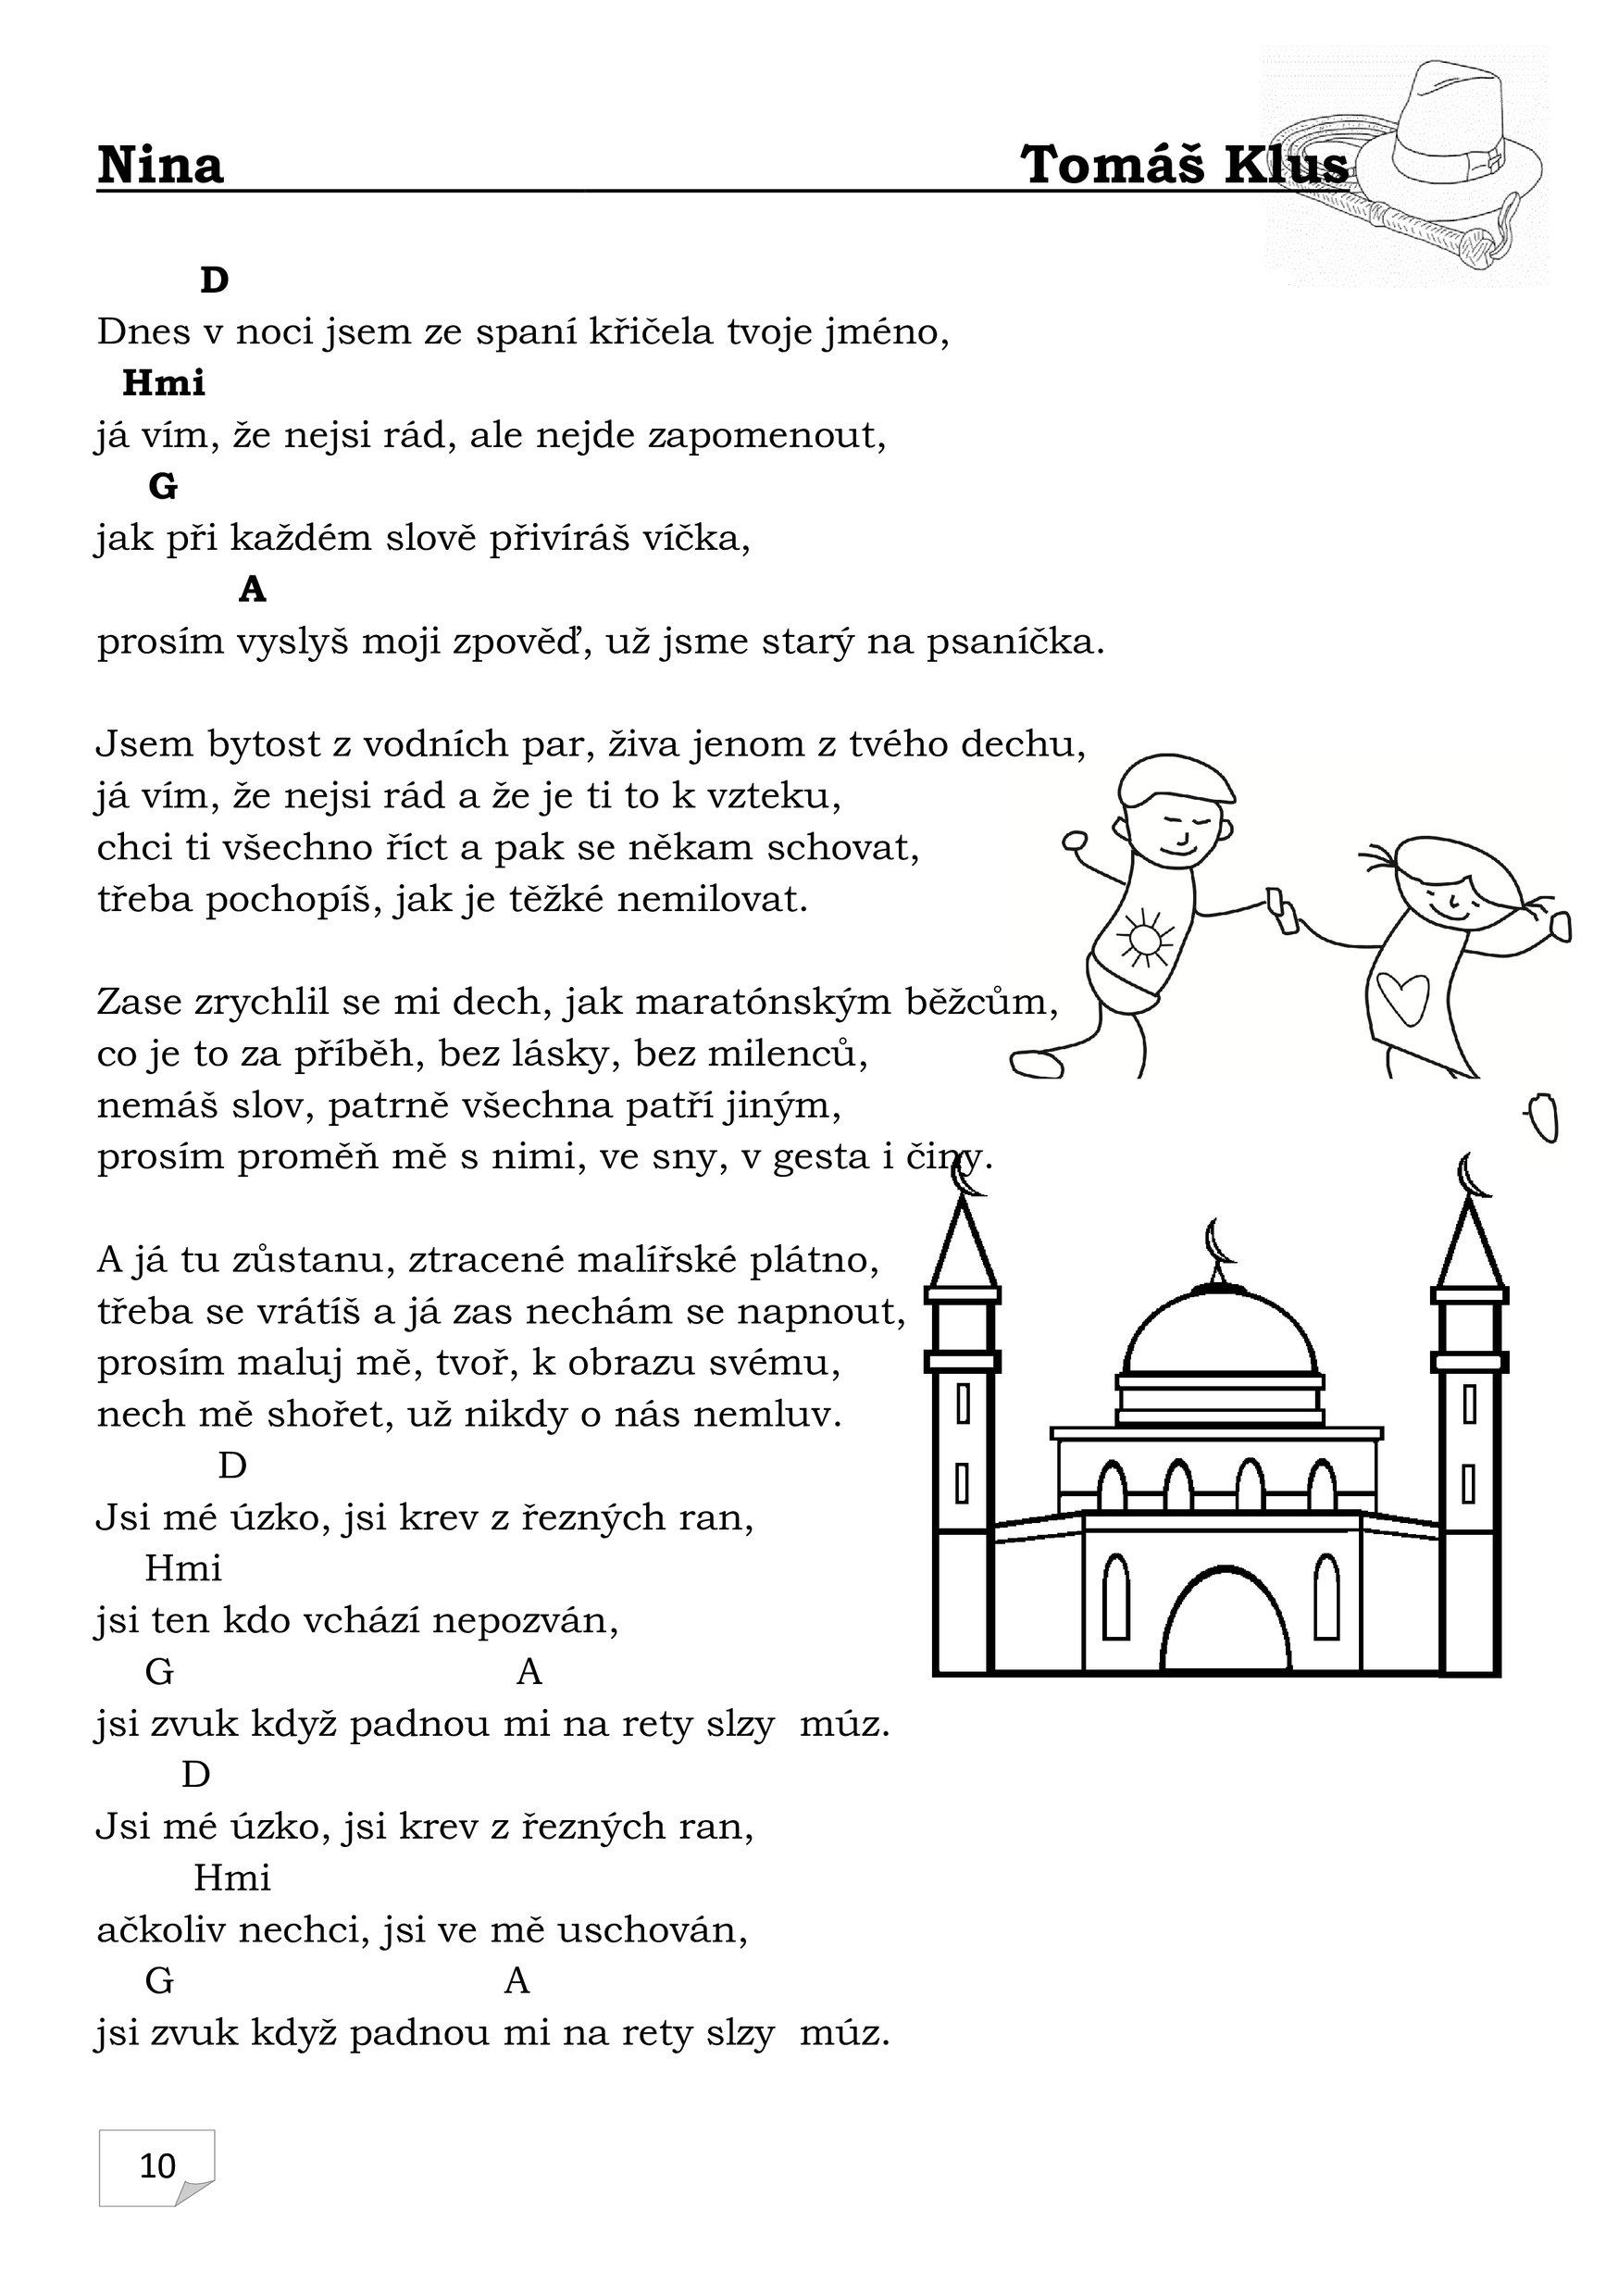 Nina Tomáš Klus
D
Dnes v noci jsem ze spaní křičela tvoje jméno,
Hmi
já vím, že nejsi rád, ale nejde zapomenout,
G
jak při každém slově přivíráš víčka,
A
prosím vyslyš moji zpověď, už jsme starý na psaníčka.
Jsem bytost z vodních par, živa jenom z tvého dechu,
já vím, že nejsi rád a že je ti to k vzteku,
chci ti všechno říct a pak se někam schovat,
třeba pochopíš, jak je těžké nemilovat.
Zase zrychlil se mi dech, jak maratónským běžcům,
co je to za příběh, bez lásky, bez milenců,
nemáš slov, patrně všechna patří jiným,
prosím proměň mě s nimi, ve sny, v gesta i činy.
A já tu zůstanu, ztracené malířské plátno,
třeba se vrátíš a já zas nechám se napnout,
prosím maluj mě, tvoř, k obrazu svému,
nech mě shořet, už nikdy o nás nemluv.
D
Jsi mé úzko, jsi krev z řezných ran,
Hmi
jsi ten kdo vchází nepozván,
G A
jsi zvuk když padnou mi na rety slzy  múz.
D
Jsi mé úzko, jsi krev z řezných ran,
Hmi
ačkoliv nechci, jsi ve mě uschován,
G A
jsi zvuk když padnou mi na rety slzy  múz.
10